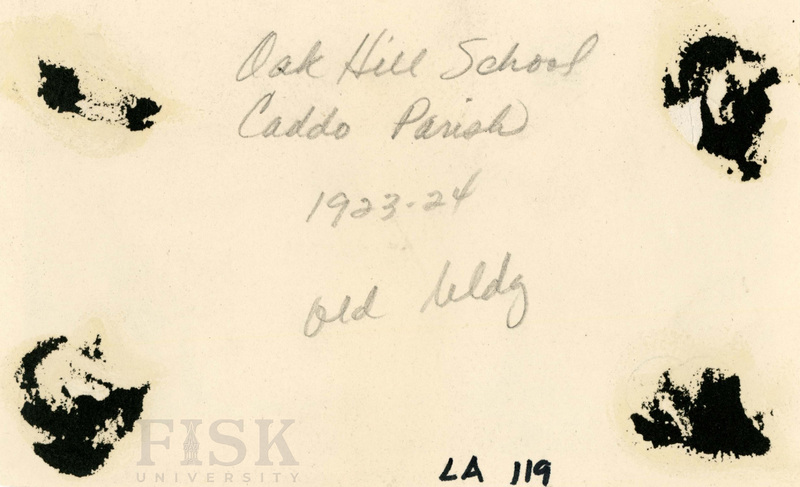 Oak Hill School
Caddo Parish
1923-24
old bldg
FISK
UNIVERSITY
LA 119